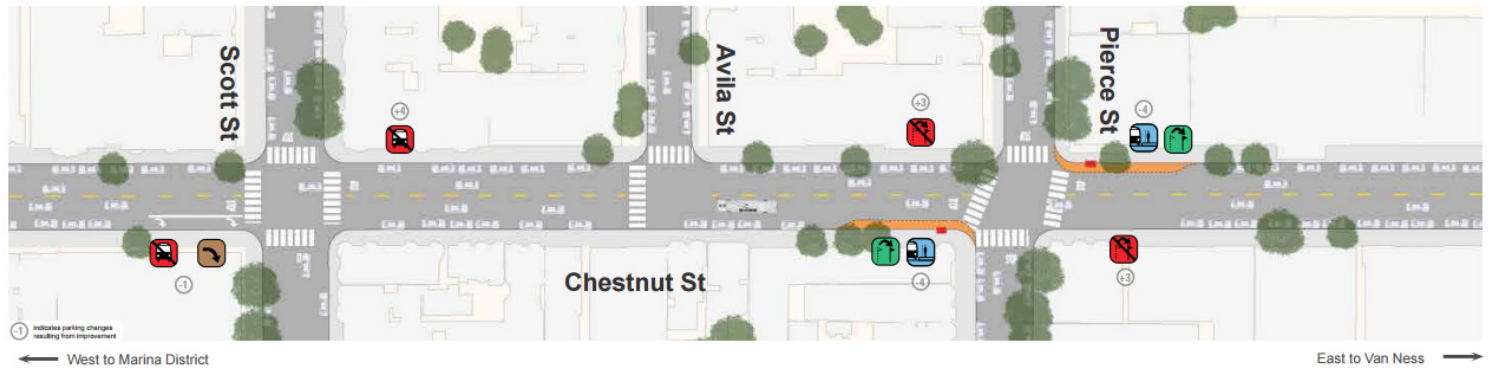 Scott St
Avila St
Pierce St
+4
+3
-4
-1
Chestnut St
-4
+3
-1
Indicates parking changes
resulting from improvement
West to Marina District
East to Van Ness